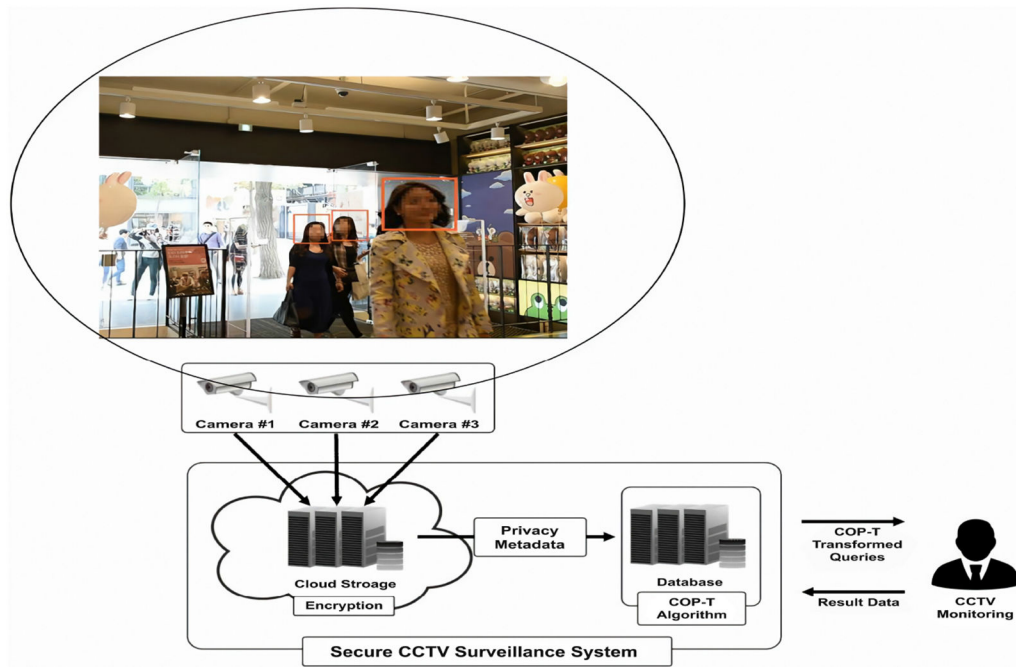 Camera #1
Camera #2
Camera #3
Cloud Stroage
Encryption
Privacy
Metadata
Database
COP-T
Algorithm
Secure CCTV Surveillance System
COP-T
Transformed
Queries
Result Data
CCTV
Monitoring